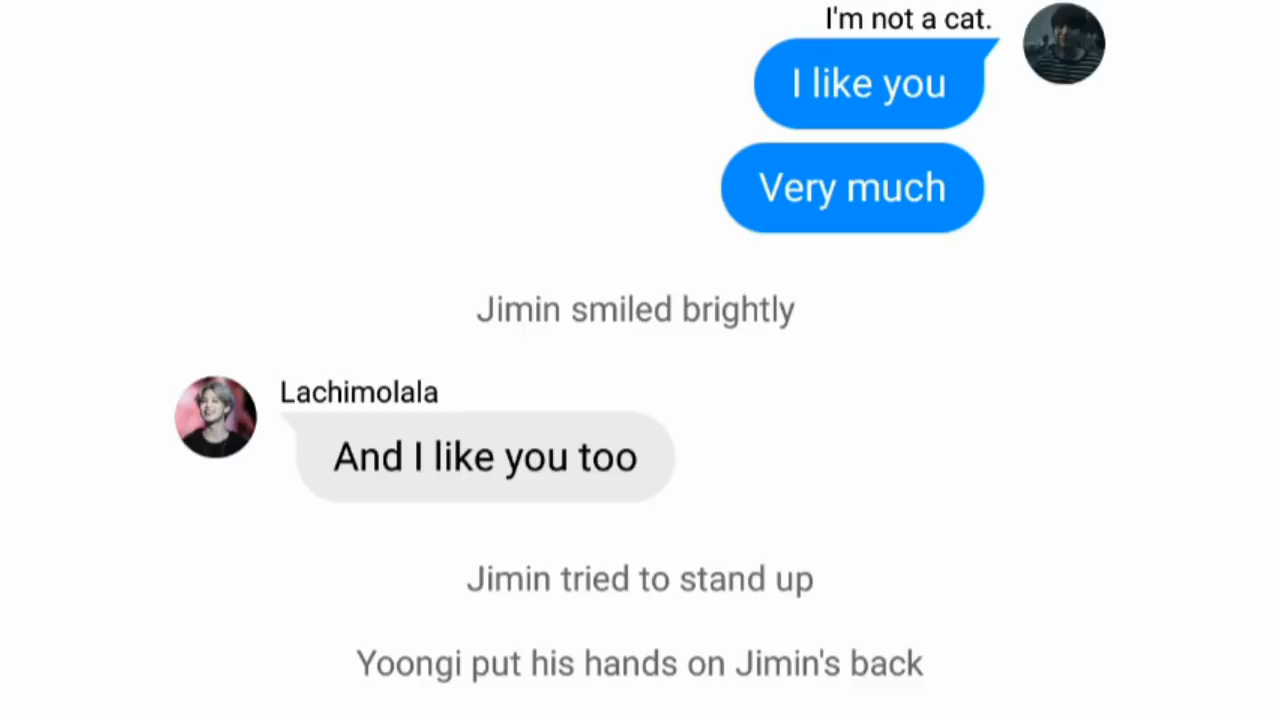 I'm not a cat.
I like you
Very much
Jimin smiled brightly
Lachimolala
And I like you too
Jimin tried to stand up
Yoongi put his hands on Jimin's back